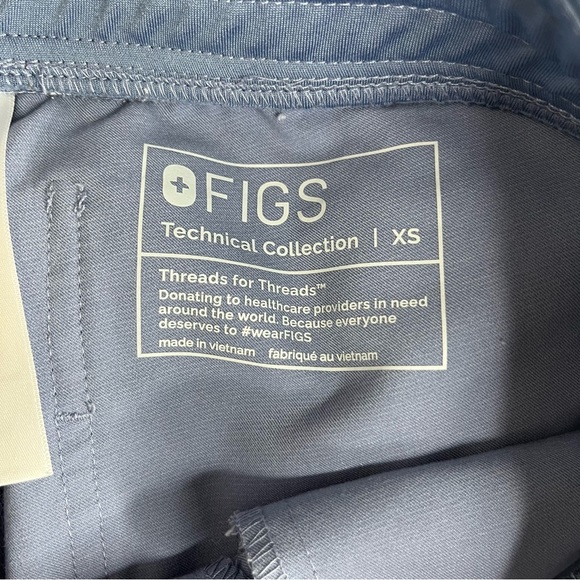 FIGS
Technical Collection | XS
Threads for Threads™
Donating to healthcare providers in need
around the world. Because everyone
deserves to #wearFIGS
made in vietnam fabriqué au vietnam